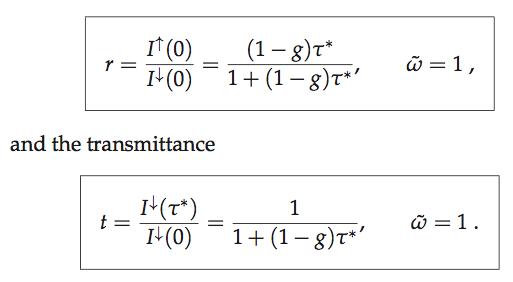 r = I↑(0)/I↓(0) = (1 − g)τ*/(1 + (1 − g)τ*), ω̃ = 1 ,
and the transmittance
t = I↓(τ*)/I↓(0) = 1/(1 + (1 − g)τ*), ω̃ = 1 .